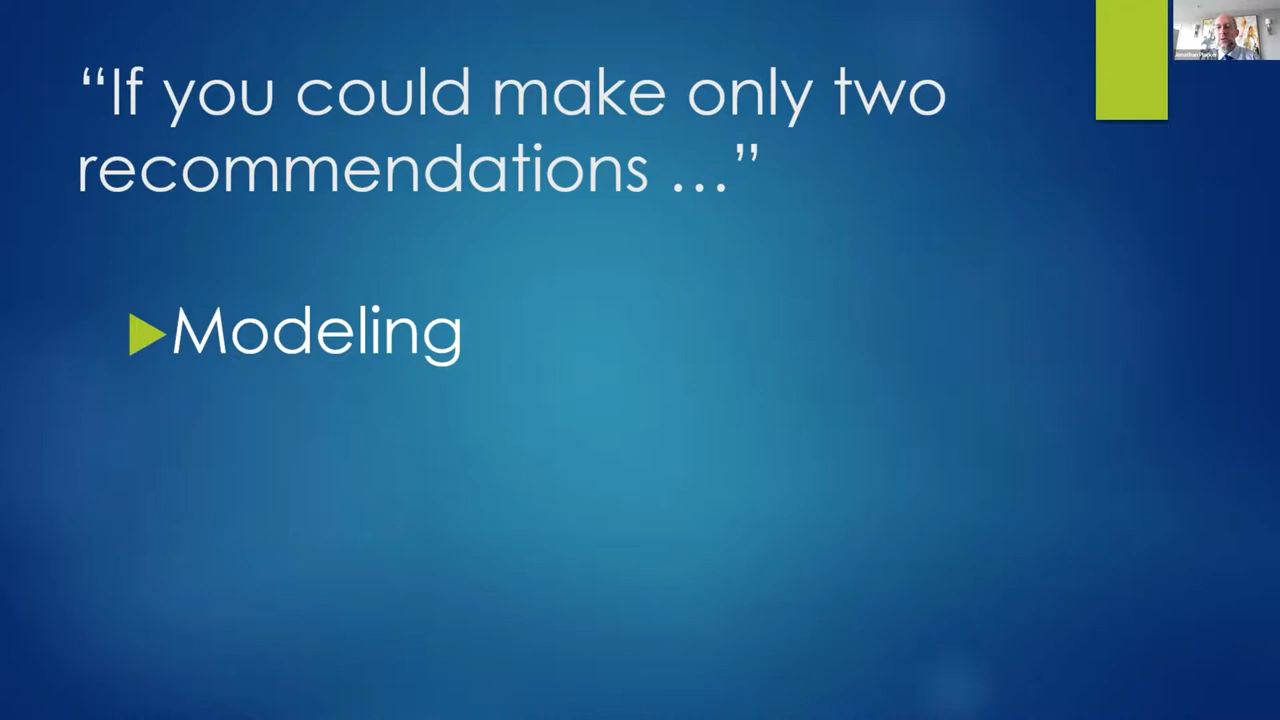 “If you could make only two
recommendations …”
Modeling